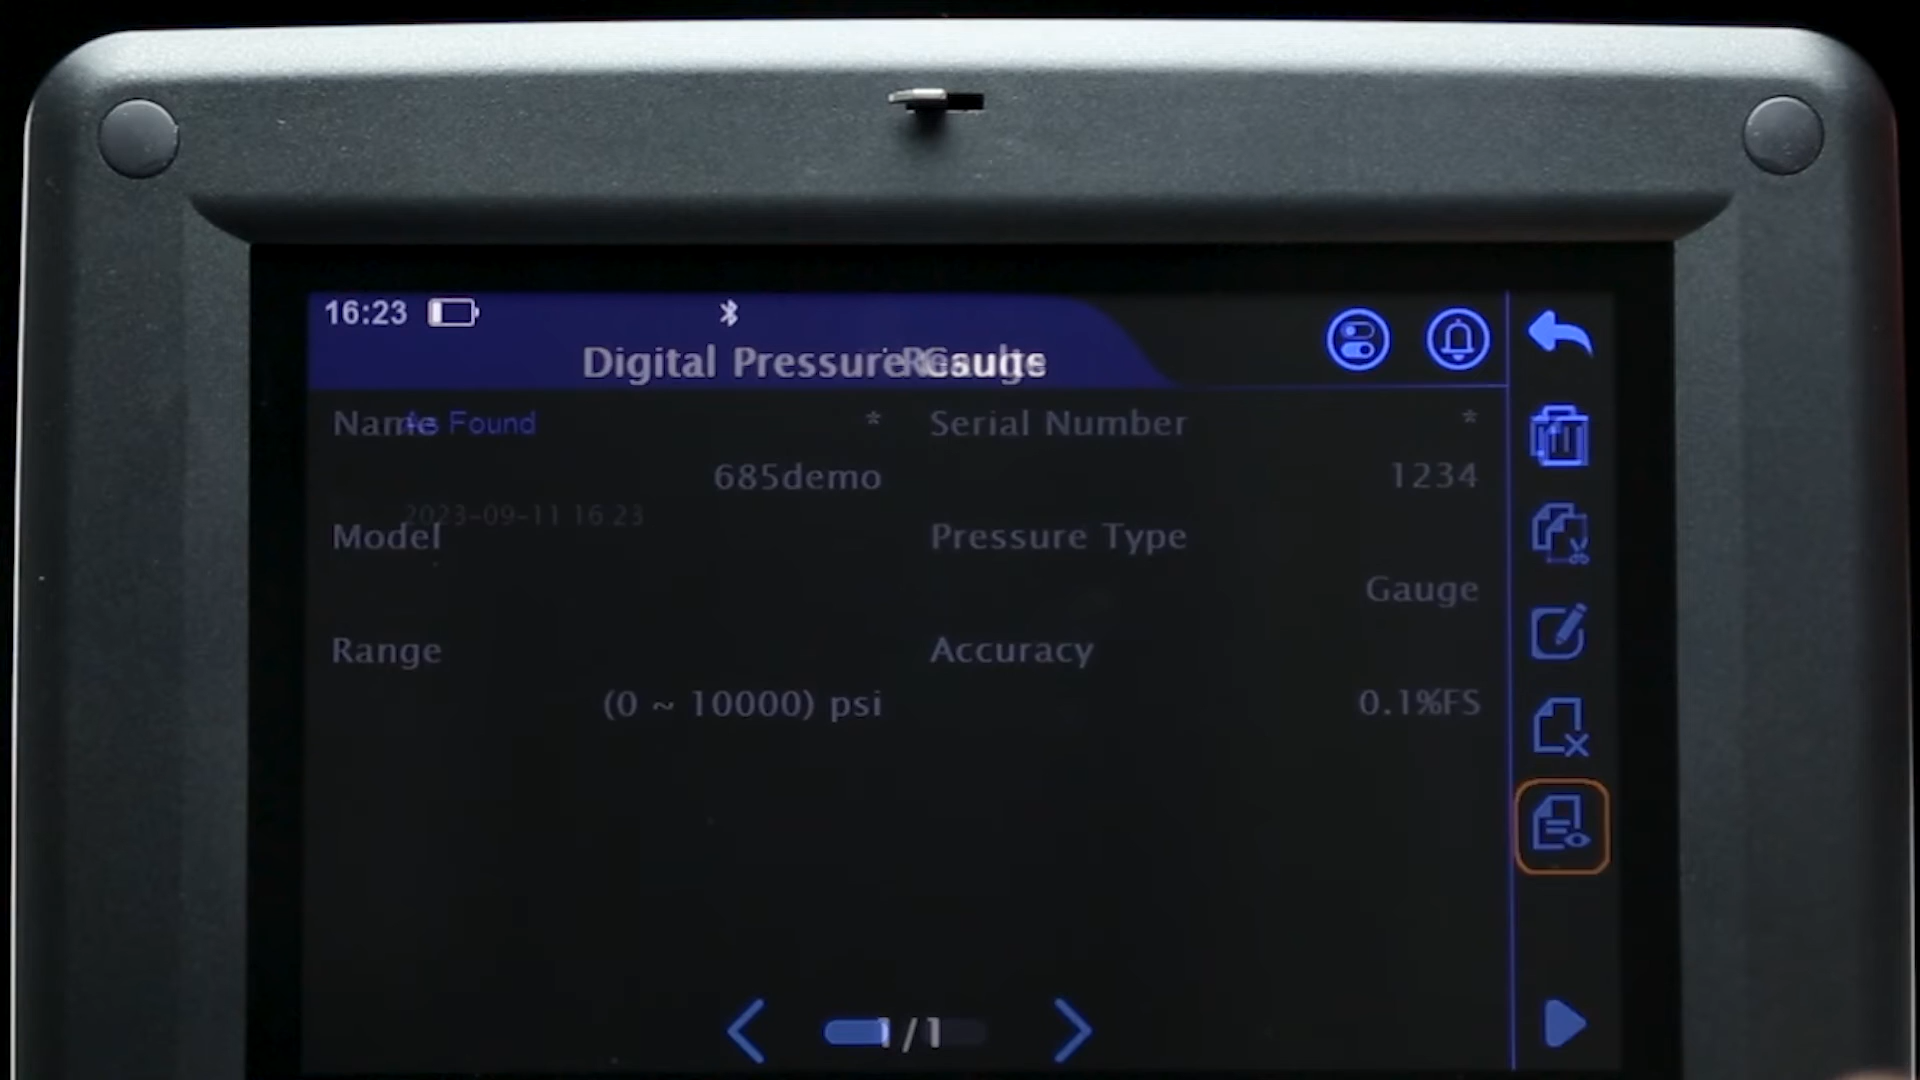 16:23
Digital Pressure Gauge
Results
Name * Serial Number *
As Found
685demo 1234
2023-09-11 16:23
Model Pressure Type
Gauge
Range Accuracy
(0 ~ 10000) psi 0.1%FS
1/1